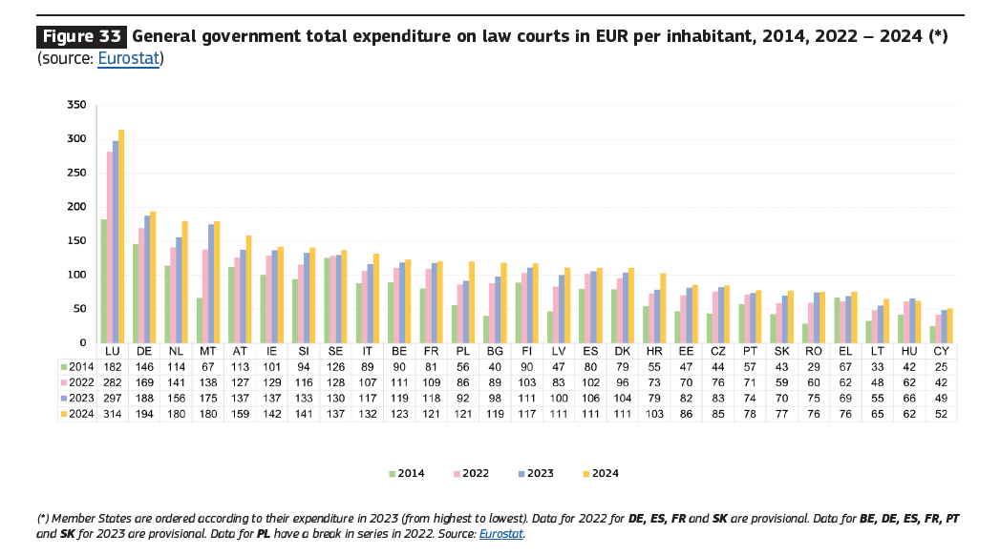 Figure 33 General government total expenditure on law courts in EUR per inhabitant, 2014, 2022 – 2024 (*)
(source: Eurostat)
350
300
250
200
150
100
50
0
LU DE NL MT AT IE SI SE IT BE FR PL BG FI LV ES DK HR EE CZ PT SK RO EL LT HU CY
2014 182 146 114 67 113 101 94 126 89 90 81 56 40 90 47 80 79 55 47 44 57 43 29 67 33 42 25
2022 282 169 141 138 127 129 116 128 107 111 109 86 89 103 83 102 96 73 70 76 71 59 60 62 48 62 42
2023 297 188 156 175 137 137 133 130 117 119 118 92 98 111 100 106 104 79 82 83 74 70 75 69 55 66 49
2024 314 194 180 180 159 142 141 137 132 123 121 121 119 117 111 111 111 103 86 85 78 77 76 76 65 62 52
2014 2022 2023 2024
(*) Member States are ordered according to their expenditure in 2023 (from highest to lowest). Data for 2022 for DE, ES, FR and SK are provisional. Data for BE, DE, ES, FR, PT
and SK for 2023 are provisional. Data for PL have a break in series in 2022. Source: Eurostat.